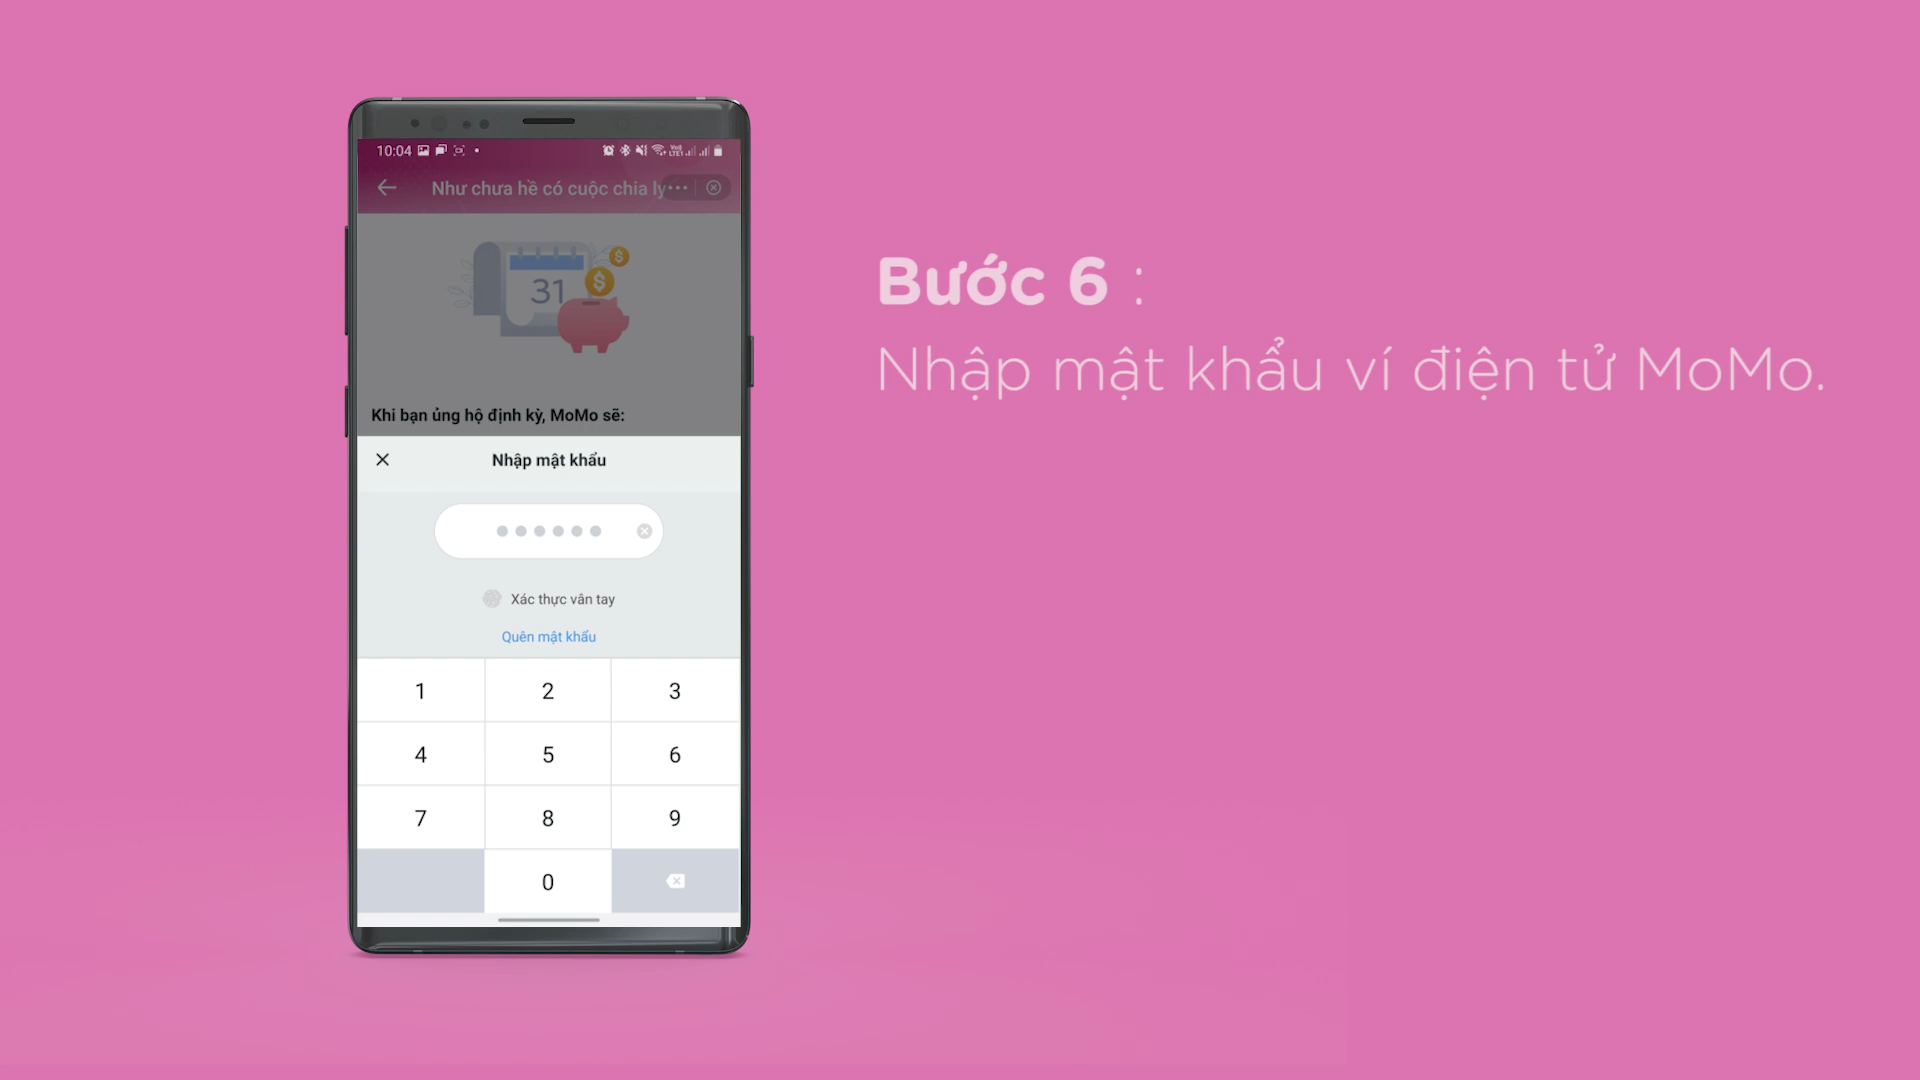 10:04
Như chưa hề có cuộc chia ly
31
Khi bạn ủng hộ định kỳ, MoMo sẽ:
Nhập mật khẩu
Xác thực vân tay
Quên mật khẩu
1 2 3
4 5 6
7 8 9
0
Bước 6 :
Nhập mật khẩu ví điện tử MoMo.